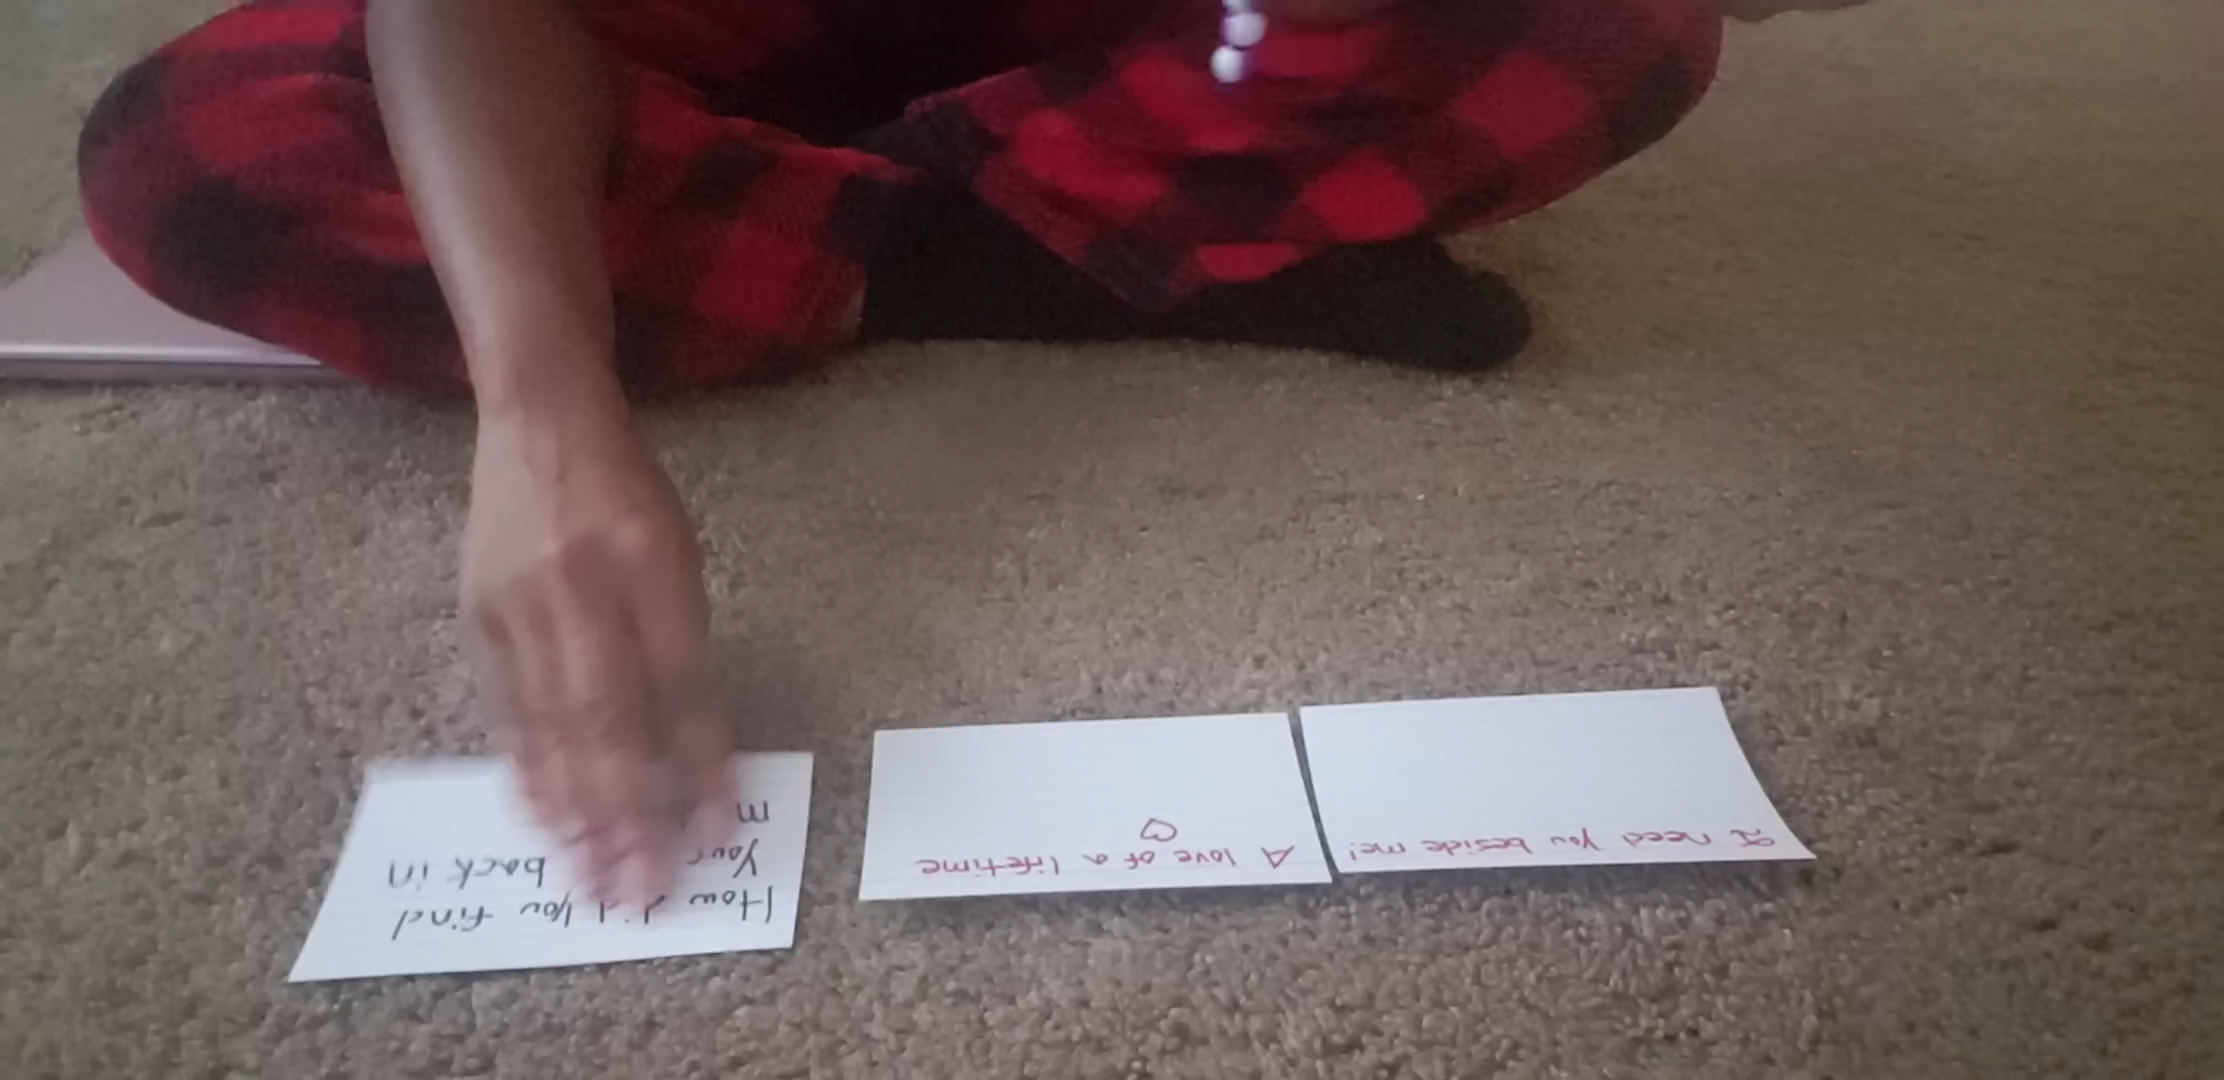 I need you beside me!
A love of a lifetime
How did you find
Your back in
m